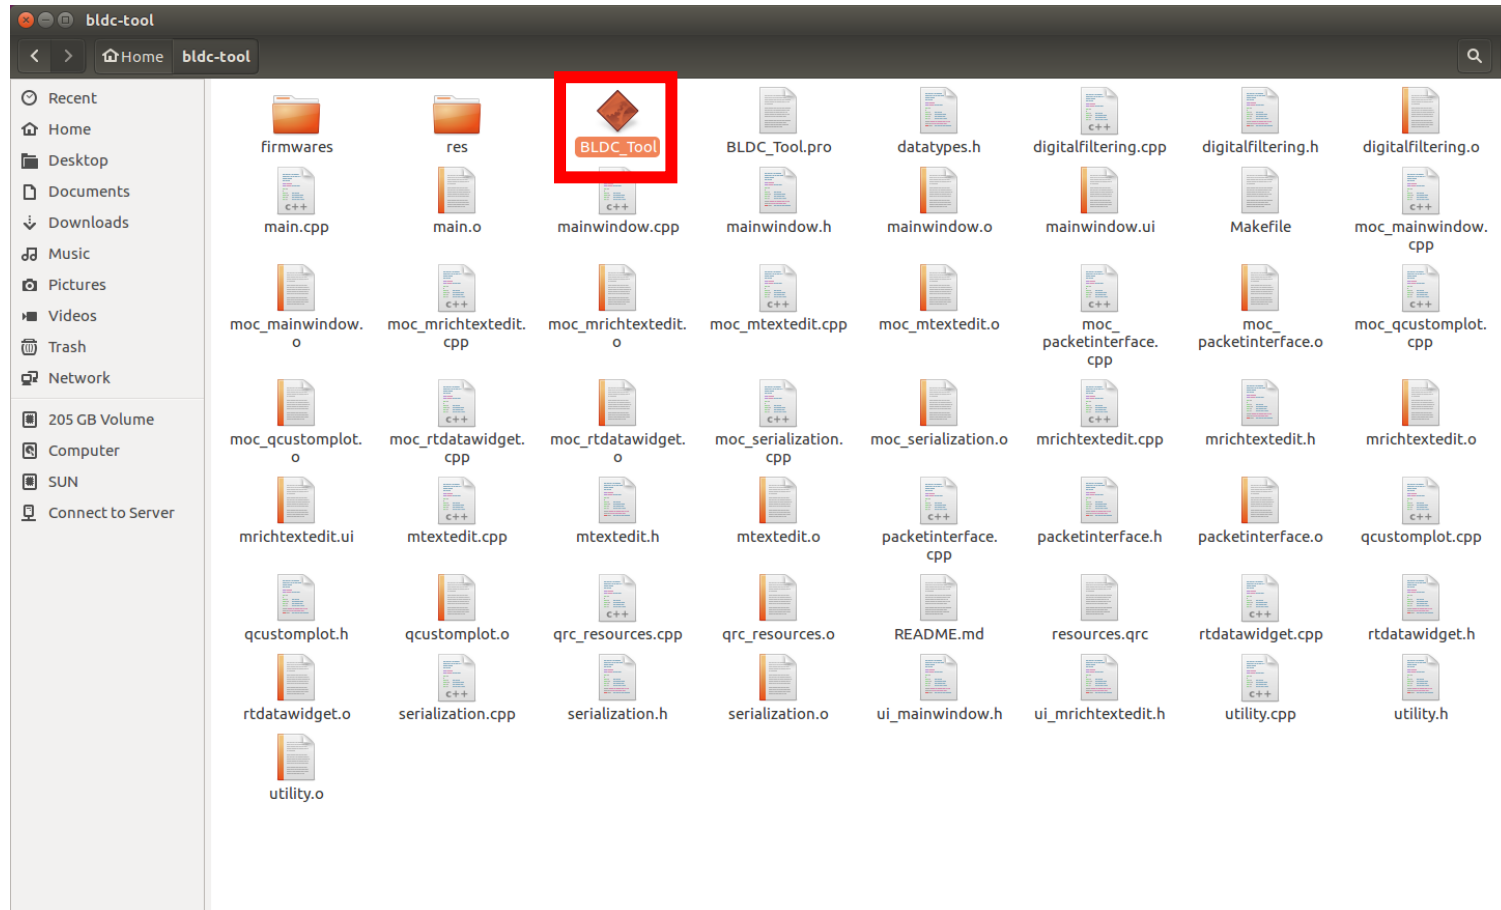 bldc-tool
Home bldc-tool
Recent
Home
Desktop
Documents
Downloads
Music
Pictures
Videos
Trash
Network
205 GB Volume
Computer
SUN
Connect to Server
firmwares res BLDC_Tool BLDC_Tool.pro datatypes.h digitalfiltering.cpp digitalfiltering.h digitalfiltering.o
main.cpp main.o mainwindow.cpp mainwindow.h mainwindow.o mainwindow.ui Makefile moc_mainwindow.
cpp
moc_mainwindow. moc_mrichtextedit. moc_mrichtextedit. moc_mtextedit.cpp moc_mtextedit.o moc_ moc_ moc_qcustomplot.
o cpp o packetinterface. packetinterface.o cpp
cpp
moc_qcustomplot. moc_rtdatawidget. moc_rtdatawidget. moc_serialization. moc_serialization.o mrichtextedit.cpp mrichtextedit.h mrichtextedit.o
o cpp o cpp
mrichtextedit.ui mtextedit.cpp mtextedit.h mtextedit.o packetinterface. packetinterface.h packetinterface.o qcustomplot.cpp
cpp
qcustomplot.h qcustomplot.o qrc_resources.cpp qrc_resources.o README.md resources.qrc rtdatawidget.cpp rtdatawidget.h
rtdatawidget.o serialization.cpp serialization.h serialization.o ui_mainwindow.h ui_mrichtextedit.h utility.cpp utility.h
utility.o